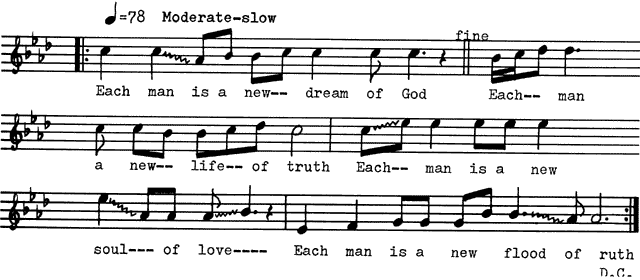 ♩=78 Moderate-slow
fine
Each man is a new-- dream of God Each-- man
a new-- life-- of truth Each-- man is a new
soul--- of love---- Each man is a new flood of ruth
D.C.